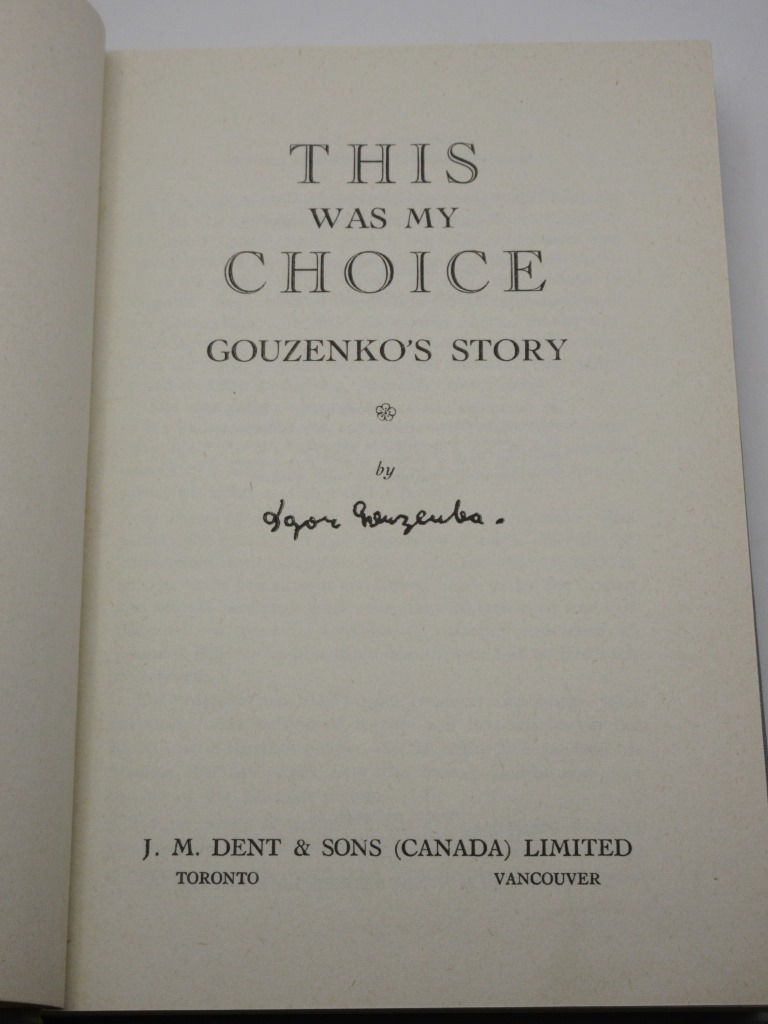 THIS
WAS MY
CHOICE
GOUZENKO'S STORY
by
Igor Gouzenko.
J. M. DENT & SONS (CANADA) LIMITED
TORONTO VANCOUVER